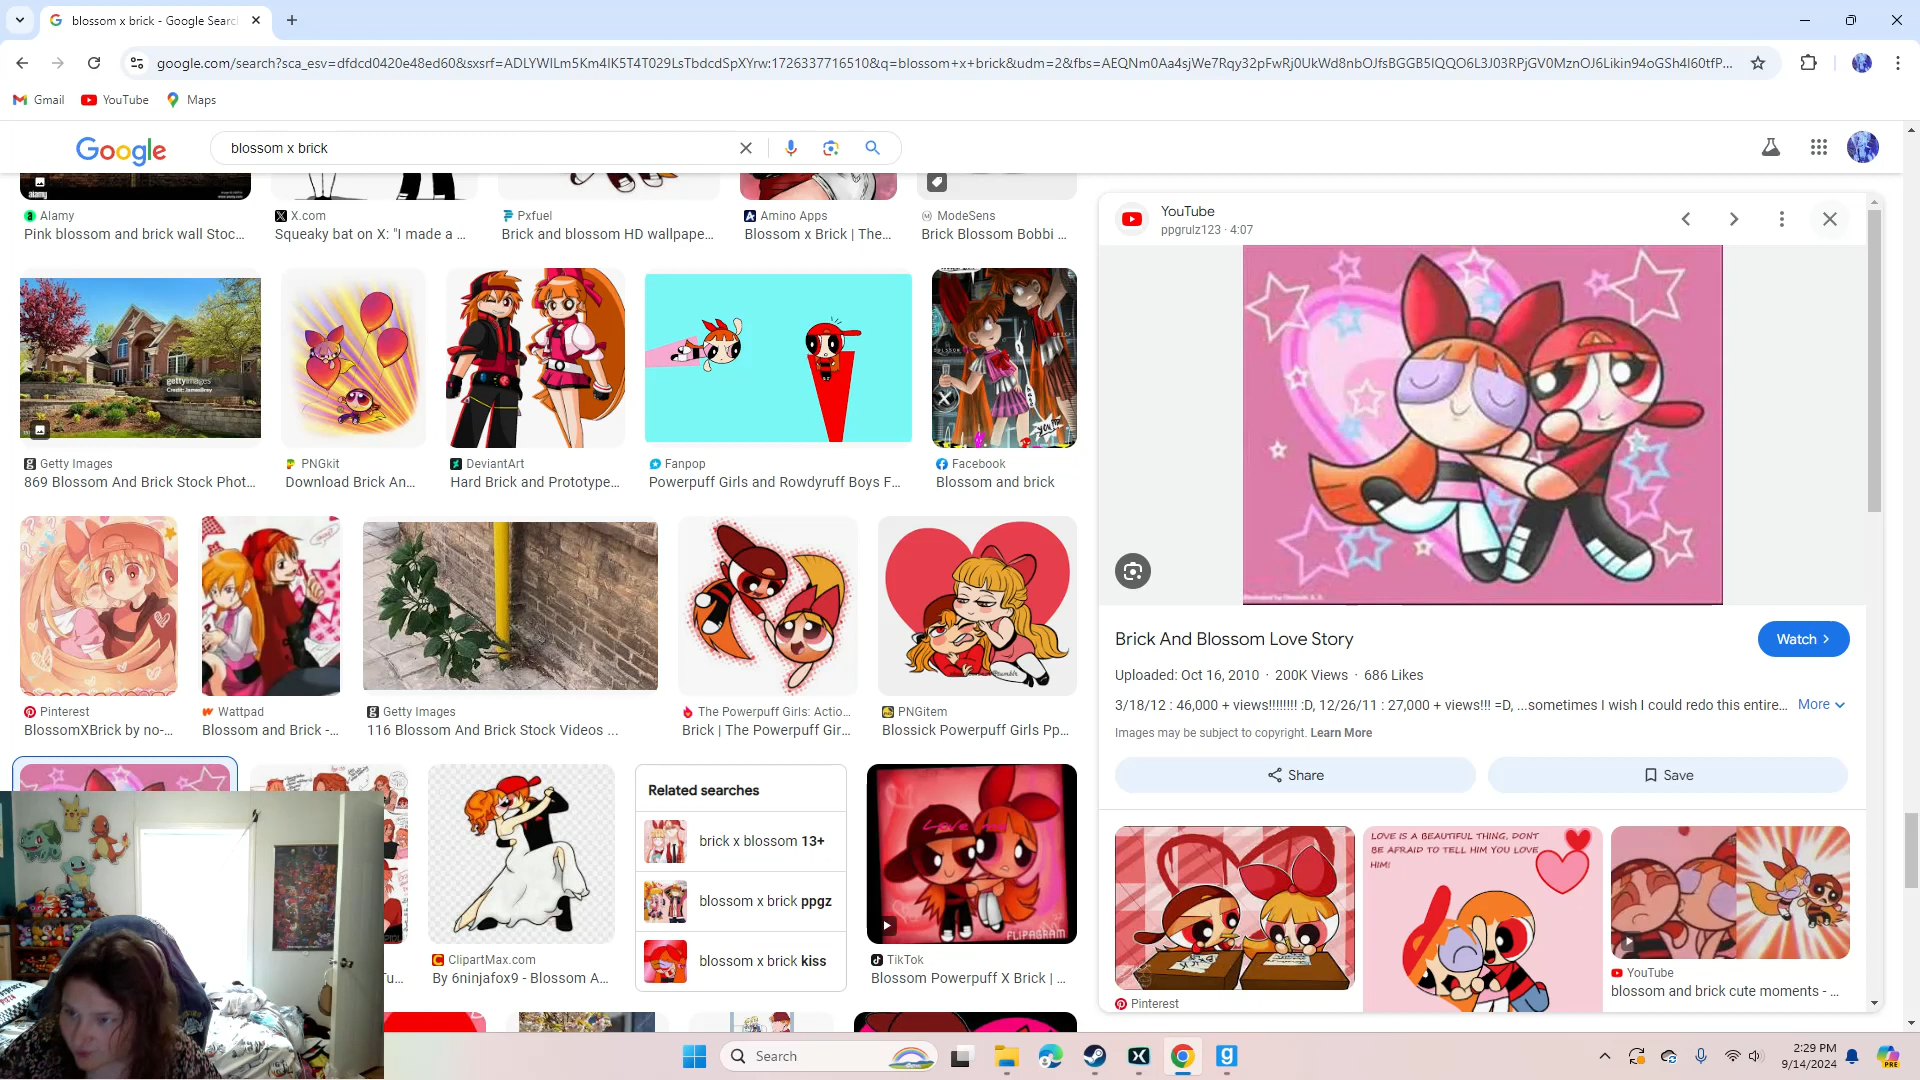 blossom x brick - Google Searc
google.com/search?sca_esv=dfdcd0420e48ed60&sxsrf=ADLYWILm5Km4lK5T4T029LsTbdcdSpXYrw:1726337716510&q=blossom+x+brick&udm=2&fbs=AEQNm0Aa4sjWe7Rqy32pFwRj0UkWd8nbOJfsBGGB5IQQO6L3J03RPjGV0MznOJ6Likin94oGSh4I60tfP...
Gmail YouTube Maps
Google blossom x brick
alamy
Alamy
Pink blossom and brick wall Stoc...
X.com
Squeaky bat on X: "I made a ...
Pxfuel
Brick and blossom HD wallpape...
Amino Apps
Blossom x Brick | The...
ModeSens
Brick Blossom Bobbi ...
YouTube
ppgrulz123 · 4:07
gettyimages
Getty Images
869 Blossom And Brick Stock Phot...
PNGkit
Download Brick An...
DeviantArt
Hard Brick and Prototype...
Fanpop
Powerpuff Girls and Rowdyruff Boys F...
Facebook
Blossom and brick
Pinterest
BlossomXBrick by no-...
Wattpad
Blossom and Brick -...
Getty Images
116 Blossom And Brick Stock Videos ...
The Powerpuff Girls: Actio...
Brick | The Powerpuff Gir...
PNGitem
Blossick Powerpuff Girls Pp...
Brick And Blossom Love Story
Watch
Uploaded: Oct 16, 2010 · 200K Views · 686 Likes
3/18/12 : 46,000 + views!!!!!!!! :D, 12/26/11 : 27,000 + views!!! =D, ...sometimes I wish I could redo this entire... More
Images may be subject to copyright. Learn More
Share
Save
ClipartMax.com
By 6ninjafox9 - Blossom A...
Related searches
brick x blossom 13+
blossom x brick ppgz
blossom x brick kiss
FLIPAGRAM
TikTok
Blossom Powerpuff X Brick | ...
LOVE IS A BEAUTIFUL THING, DONT
BE AFRAID TO TELL HIM YOU LOVE
HIM!
Pinterest
YouTube
blossom and brick cute moments - ...
Search
2:29 PM
9/14/2024
PRE